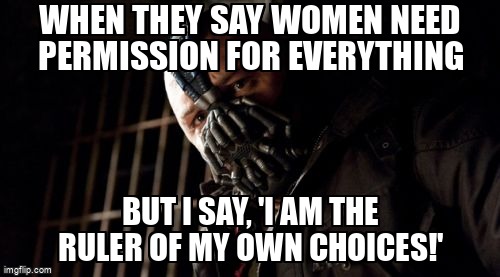 WHEN THEY SAY WOMEN NEED
PERMISSION FOR EVERYTHING
BUT I SAY, 'I AM THE
RULER OF MY OWN CHOICES!'
imgflip.com